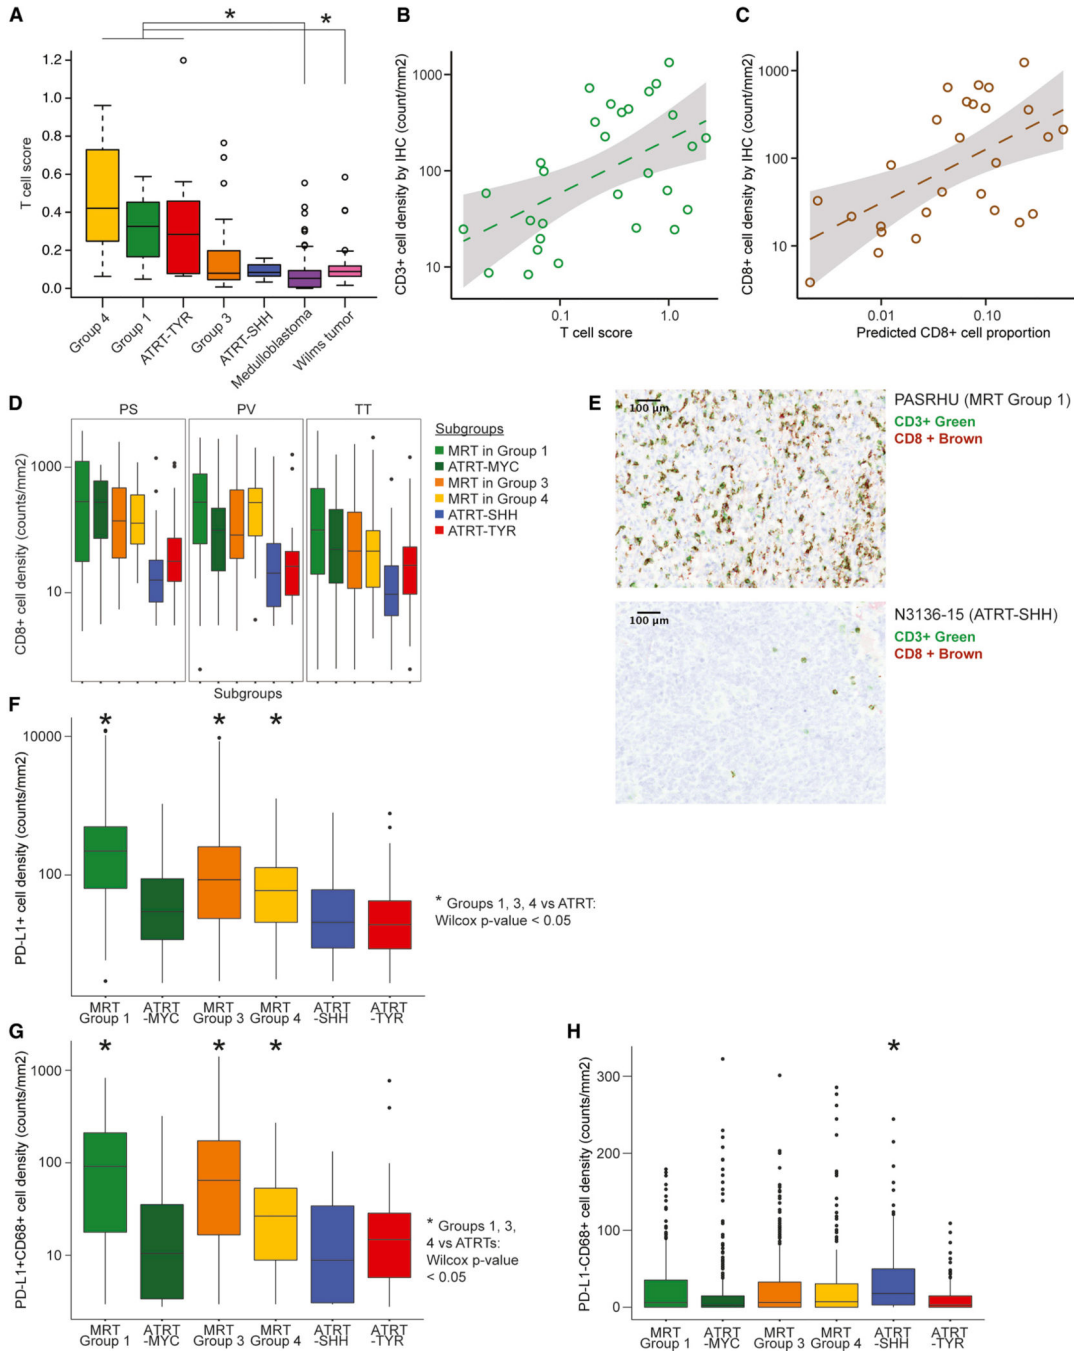 A
*
*
T cell score
1.2
1.0
0.8
0.6
0.4
0.2
0.0
Group 4
Group 1
ATRT-TYR
Group 3
ATRT-SHH
Medulloblastoma
Wilms tumor
B
CD3+ cell density by IHC (count/mm2)
1000
100
10
0.1
1.0
T cell score
C
CD8+ cell density by IHC (count/mm2)
1000
100
10
0.01
0.10
Predicted CD8+ cell proportion
D
PS
PV
TT
CD8+ cell density (count/mm2)
1000
10
Subgroups
Subgroups
MRT in Group 1
ATRT-MYC
MRT in Group 3
MRT in Group 4
ATRT-SHH
ATRT-TYR
E
100 µm
PASRHU (MRT Group 1)
CD3+ Green
CD8 + Brown
100 µm
N3136-15 (ATRT-SHH)
CD3+ Green
CD8 + Brown
F
* * *
PD-L1+ cell density (counts/mm2)
10000
100
MRT Group 1
ATRT -MYC
MRT Group 3
MRT Group 4
ATRT -SHH
ATRT -TYR
* Groups 1, 3, 4 vs ATRT:
Wilcox p-value < 0.05
G
* * *
PD-L1+CD68+ cell density (counts/mm2)
1000
100
10
MRT Group 1
ATRT -MYC
MRT Group 3
MRT Group 4
ATRT -SHH
ATRT -TYR
* Groups 1, 3,
4 vs ATRTs:
Wilcox p-value
< 0.05
H
*
PD-L1-CD68+ cell density (counts/mm2)
300
200
100
0
MRT Group 1
ATRT -MYC
MRT Group 3
MRT Group 4
ATRT -SHH
ATRT -TYR